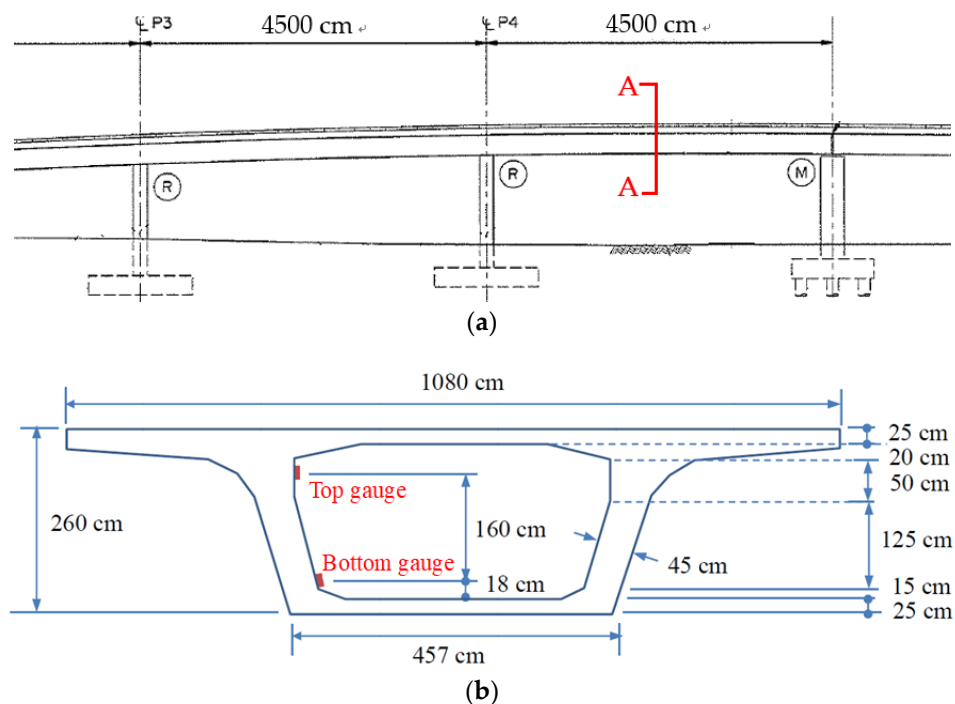 ℄ P3
4500 cm
℄ P4
4500 cm
A
A
R
R
M
(a)
1080 cm
25 cm
20 cm
50 cm
Top gauge
260 cm
160 cm
125 cm
Bottom gauge
45 cm
18 cm
15 cm
25 cm
457 cm
(b)